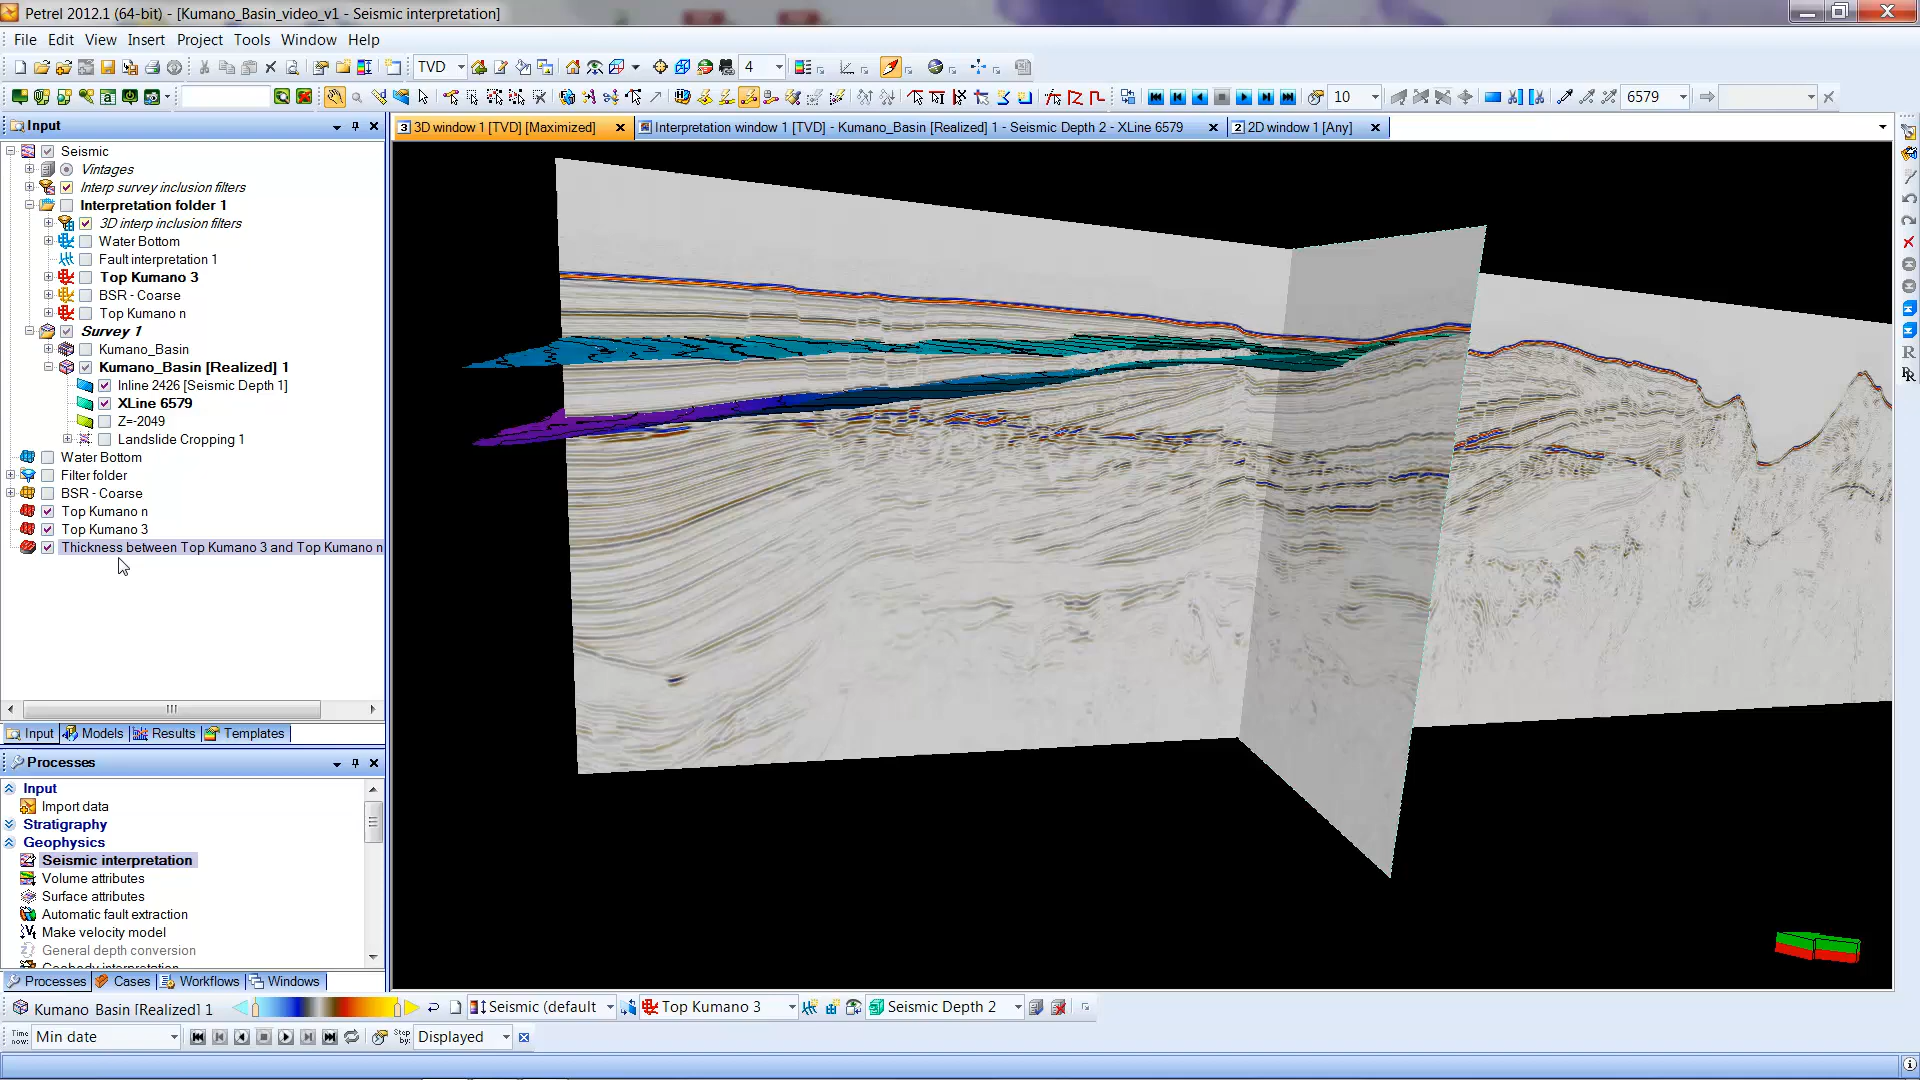 Petrel 2012.1 (64-bit) - [Kumano_Basin_video_v1 - Seismic interpretation]
File Edit View Insert Project Tools Window Help
TVD 4
10 6579
Input
3 3D window 1 [TVD] [Maximized] Interpretation window 1 [TVD] - Kumano_Basin [Realized] 1 - Seismic Depth 2 - XLine 6579 2 2D window 1 [Any]
Seismic
Vintages
Interp survey inclusion filters
Interpretation folder 1
3D interp inclusion filters
Water Bottom
Fault interpretation 1
Top Kumano 3
BSR - Coarse
Top Kumano n
Survey 1
Kumano_Basin
Kumano_Basin [Realized] 1
Inline 2426 [Seismic Depth 1]
XLine 6579
Z=-2049
Landslide Cropping 1
Water Bottom
Filter folder
BSR - Coarse
Top Kumano n
Top Kumano 3
Thickness between Top Kumano 3 and Top Kumano n
Input Models Results Templates
Processes
Input
Import data
Stratigraphy
Geophysics
Seismic interpretation
Volume attributes
Surface attributes
Automatic fault extraction
Make velocity model
General depth conversion
Geobody interpretation
Processes Cases Workflows Windows
Kumano Basin [Realized] 1 Seismic (default Top Kumano 3 Seismic Depth 2
Time now: Min date Step by: Displayed